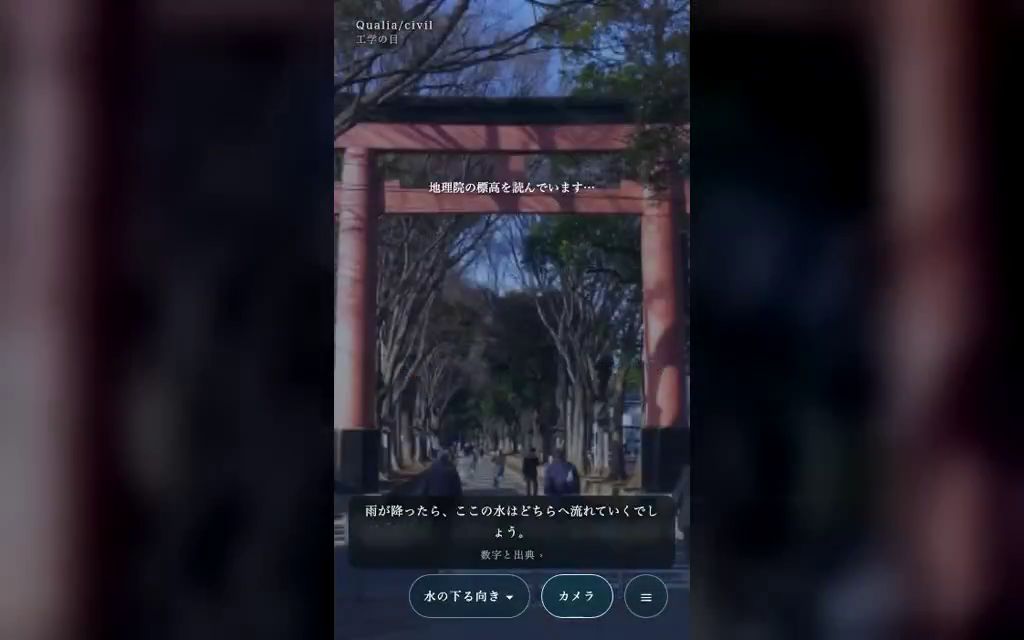 Qualia/civil
工学の目
地理院の標高を読んでいます…
雨が降ったら、ここの水はどちらへ流れていくでし
ょう。
数字と出典 ›
水の下る向き
カメラ